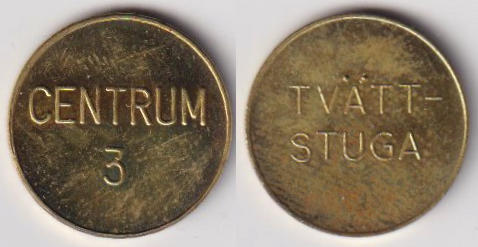 CENTRUM
3
TVÄTT-
STUGA